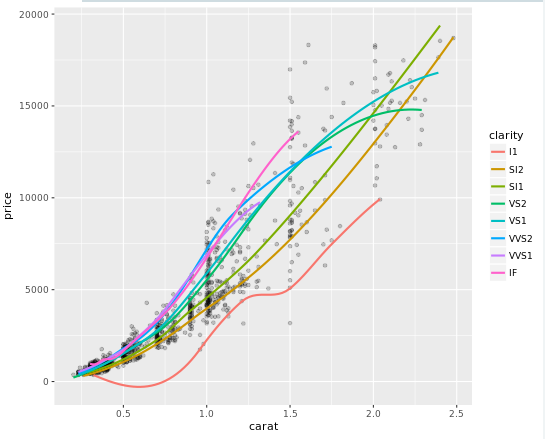 20000
15000
10000
5000
0
price
0.5 1.0 1.5 2.0 2.5
carat
clarity
I1
SI2
SI1
VS2
VS1
VVS2
VVS1
IF